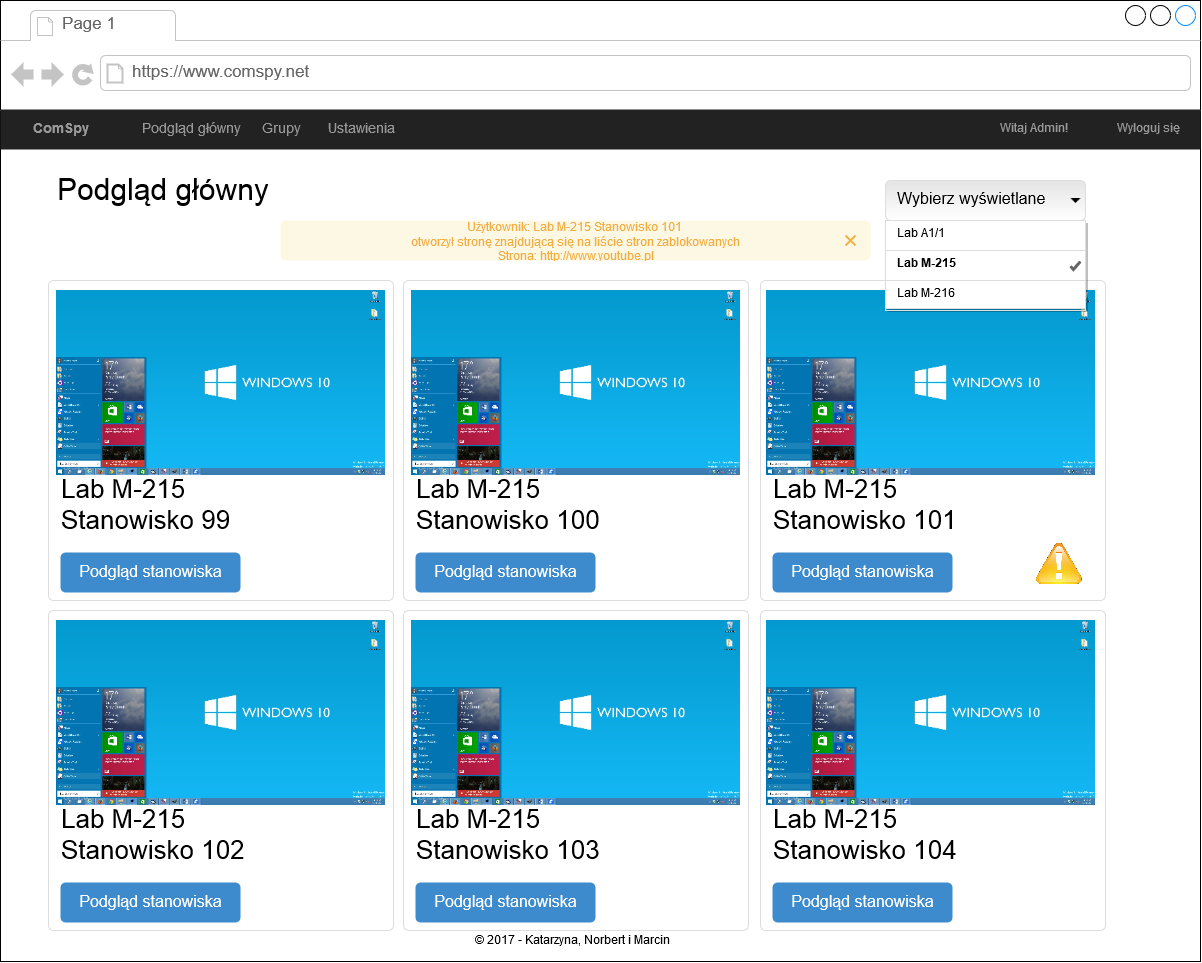 Page 1
https://www.comspy.net
ComSpy Podgląd główny Grupy Ustawienia Witaj Admin! Wyloguj się
Podgląd główny
Wybierz wyświetlane
Lab A1/1
Lab M-215
Lab M-216
Użytkownik: Lab M-215 Stanowisko 101
otworzył stronę znajdującą się na liście stron zablokowanych
Strona: http://www.youtube.pl
WINDOWS 10
Lab M-215
Stanowisko 99
Podgląd stanowiska
WINDOWS 10
Lab M-215
Stanowisko 100
Podgląd stanowiska
WINDOWS 10
Lab M-215
Stanowisko 101
Podgląd stanowiska
WINDOWS 10
Lab M-215
Stanowisko 102
Podgląd stanowiska
WINDOWS 10
Lab M-215
Stanowisko 103
Podgląd stanowiska
WINDOWS 10
Lab M-215
Stanowisko 104
Podgląd stanowiska
© 2017 - Katarzyna, Norbert i Marcin